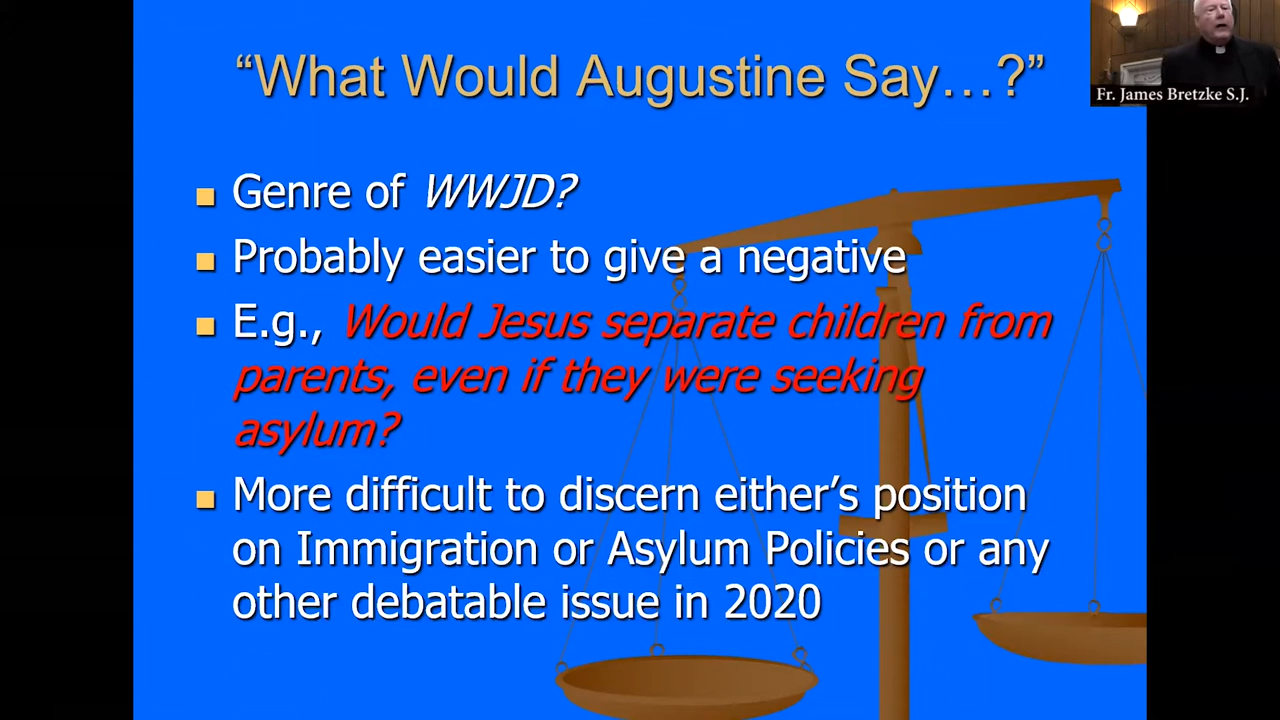 “What Would Augustine Say…?”
Fr. James Bretzke S.J.
Genre of WWJD?
Probably easier to give a negative
E.g., Would Jesus separate children from
parents, even if they were seeking
asylum?
More difficult to discern either’s position
on Immigration or Asylum Policies or any
other debatable issue in 2020